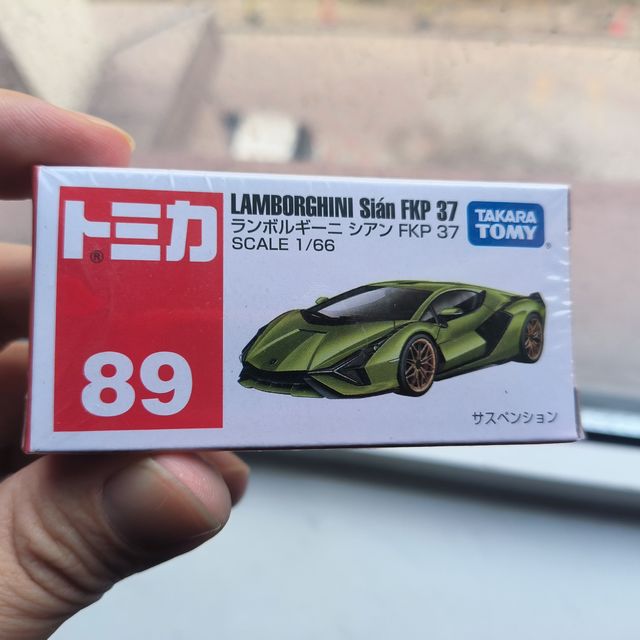 トミカ
®
89
LAMBORGHINI Sián FKP 37
ランボルギーニ シアン FKP 37
SCALE 1/66
TAKARA
TOMY
®
サスペンション